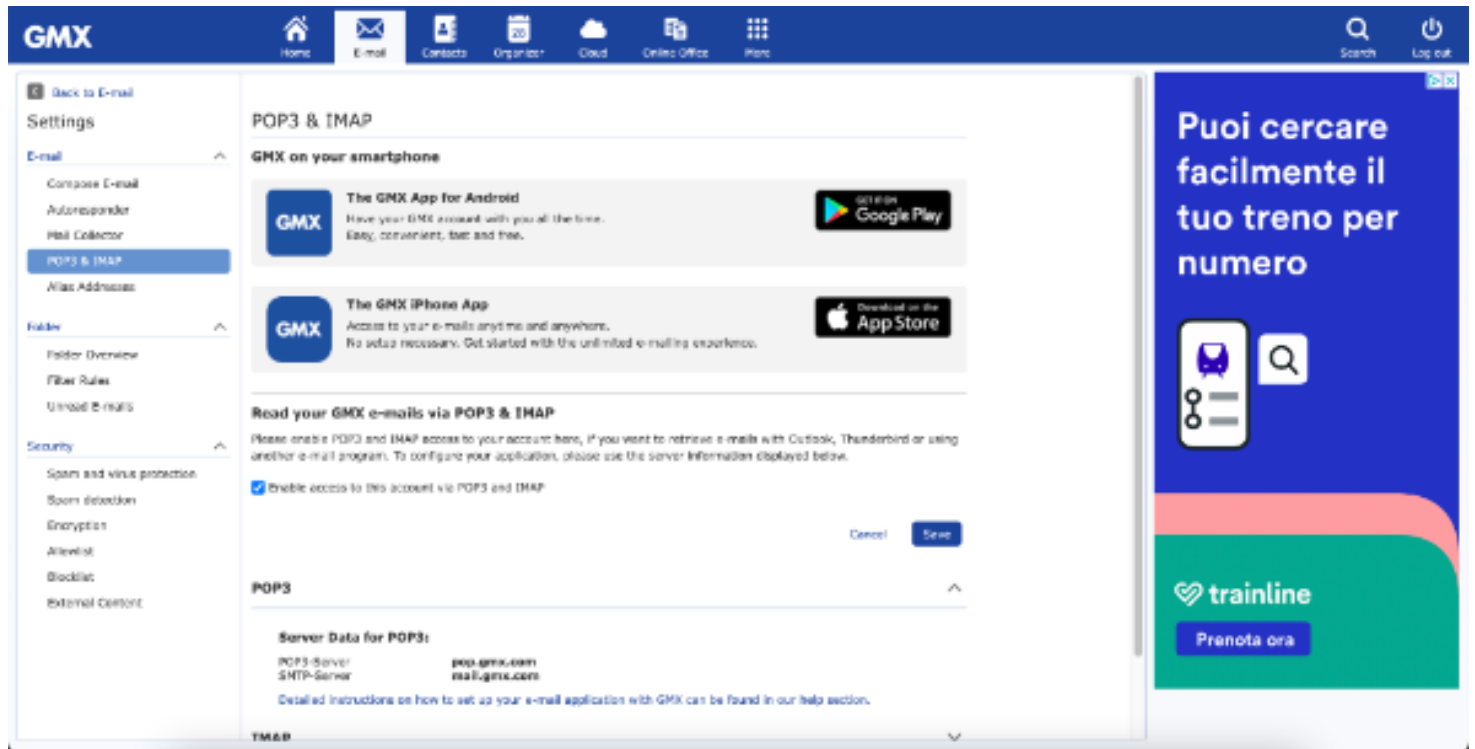 GMX
Home
E-mail
Contacts
Organizer
Cloud
Online Office
More
Search
Log out
Back to E-mail
Settings
E-mail
Compose E-mail
Autoresponder
Mail Collector
POP3 & IMAP
Alias Addresses
Folder
Folder Overview
Filter Rules
Unread E-mails
Security
Spam and virus protection
Spam detection
Encryption
Allowlist
Blocklist
External Content
POP3 & IMAP
GMX on your smartphone
GMX
The GMX App for Android
Have your GMX account with you all the time.
Easy, convenient, fast and free.
GET IT ON
Google Play
GMX
The GMX iPhone App
Access to your e-mails anytime and anywhere.
No setup necessary. Get started with the unlimited e-mailing experience.
Download on the
App Store
Read your GMX e-mails via POP3 & IMAP
Please enable POP3 and IMAP access to your account here, if you want to retrieve e-mails with Outlook, Thunderbird or using
another e-mail program. To configure your application, please use the server information displayed below.
Enable access to this account via POP3 and IMAP
Cancel
Save
POP3
Server Data for POP3:
POP3-Server pop.gmx.com
SMTP-Server mail.gmx.com
Detailed instructions on how to set up your e-mail application with GMX can be found in our help section.
IMAP
Puoi cercare
facilmente il
tuo treno per
numero
trainline
Prenota ora